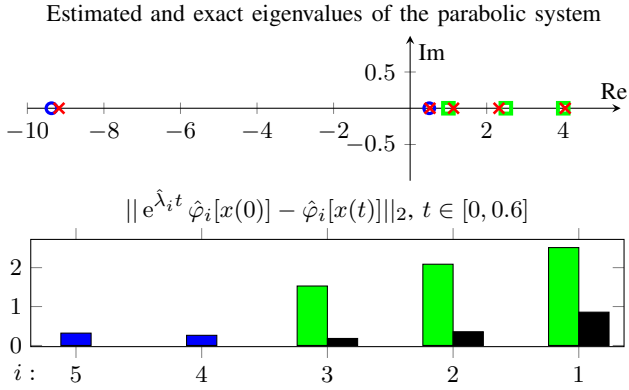 Estimated and exact eigenvalues of the parabolic system
Im
0.5
Re
−10 −8 −6 −4 −2 2 4
−0.5
|| e^{λ̂_i t} φ̂_i[x(0)] − φ̂_i[x(t)]||_2, t ∈ [0, 0.6]
2
1
0
i : 5 4 3 2 1